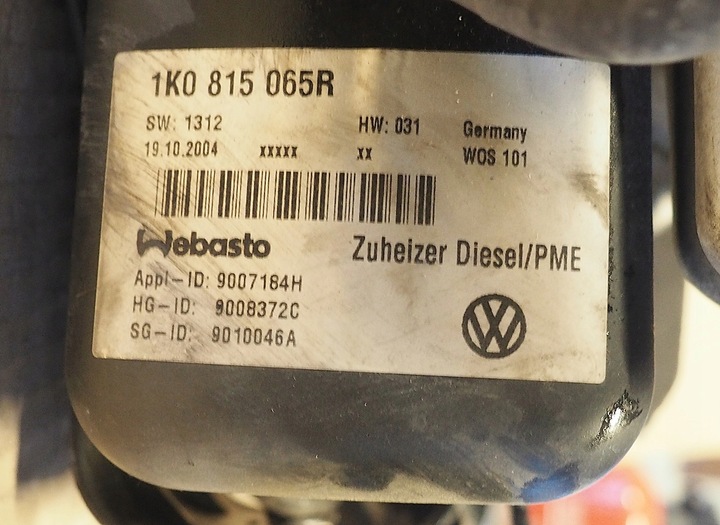 1K0 815 065R
SW: 1312 HW: 031 Germany
19.10.2004 xxxxx xx WOS 101
Webasto Zuheizer Diesel/PME
Appl-ID: 9007184H
HG-ID: 9008372C
SG-ID: 9010046A
VW